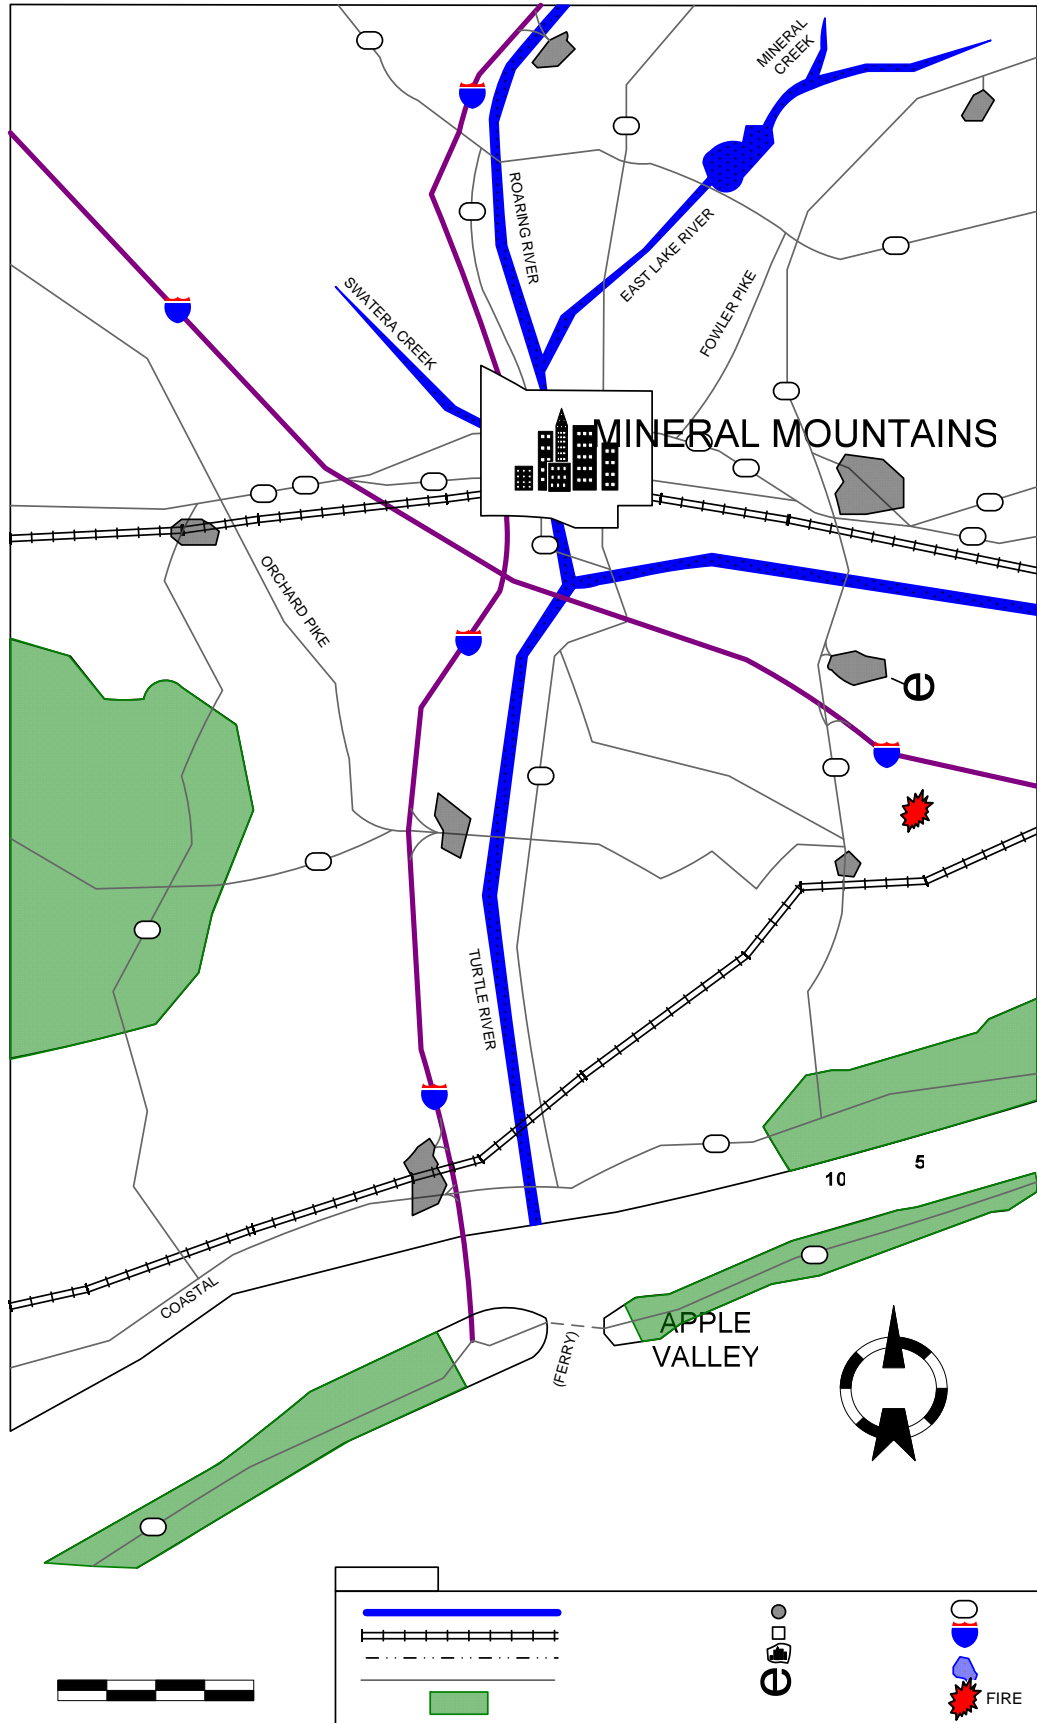 MINERAL
CREEK
ROARING RIVER
EAST LAKE RIVER
SWATERA CREEK
FOWLER PIKE
MINERAL MOUNTAINS
ORCHARD PIKE
e
TURTLE RIVER
5
10
COASTAL
APPLE
VALLEY
(FERRY)
e
FIRE